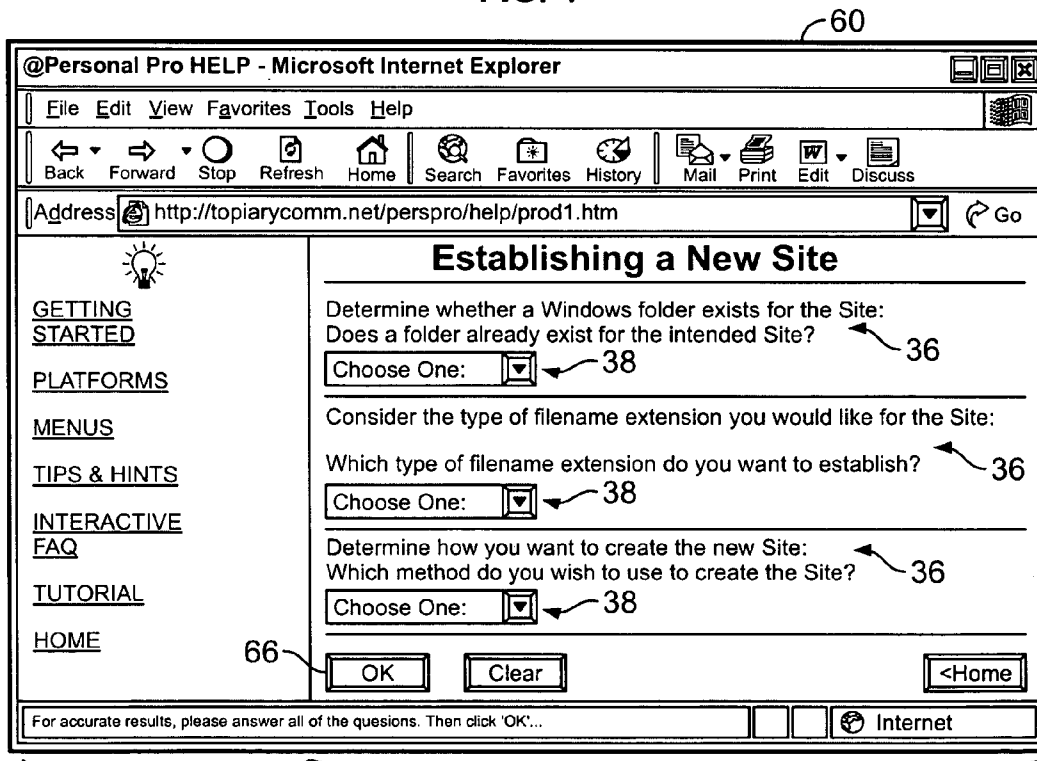 60
@Personal Pro HELP - Microsoft Internet Explorer
File Edit View Favorites Tools Help
Back Forward Stop Refresh Home Search Favorites History Mail Print Edit Discuss
Address http://topiarycomm.net/perspro/help/prod1.htm Go
GETTING
STARTED
PLATFORMS
MENUS
TIPS & HINTS
INTERACTIVE
FAQ
TUTORIAL
HOME
Establishing a New Site
Determine whether a Windows folder exists for the Site:
Does a folder already exist for the intended Site?
36
Choose One:
38
Consider the type of filename extension you would like for the Site:
Which type of filename extension do you want to establish?
36
Choose One:
38
Determine how you want to create the new Site:
Which method do you wish to use to create the Site?
36
Choose One:
38
66
OK Clear <Home
For accurate results, please answer all of the quesions. Then click 'OK'... Internet